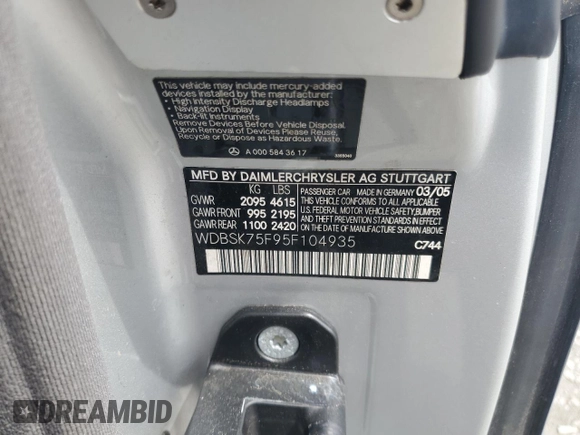 This vehicle may include mercury-added
devices installed by the manufacturer:
• High Intensity Discharge Headlamps
• Navigation Display
• Back-lit Instruments
Remove Devices Before Vehicle Disposal.
Upon Removal of Devices Please Reuse,
Recycle or Dispose as Hazardous Waste.
A 000 584 36 17
MFD BY DAIMLERCHRYSLER AG STUTTGART
KG LBS PASSENGER CAR MADE IN GERMANY 03/05
GVWR 2095 4615 THIS VEHICLE CONFORMS TO ALL APPLICABLE
GAWR FRONT 995 2195 U.S. FEDERAL MOTOR VEHICLE SAFETY, BUMPER
GAWR REAR 1100 2420 AND THEFT PREVENTION STANDARDS IN EFFECT
ON THE DATE OF MANUFACTURE SHOWN ABOVE.
WDBSK75F95F104935 C744
DREAMBID